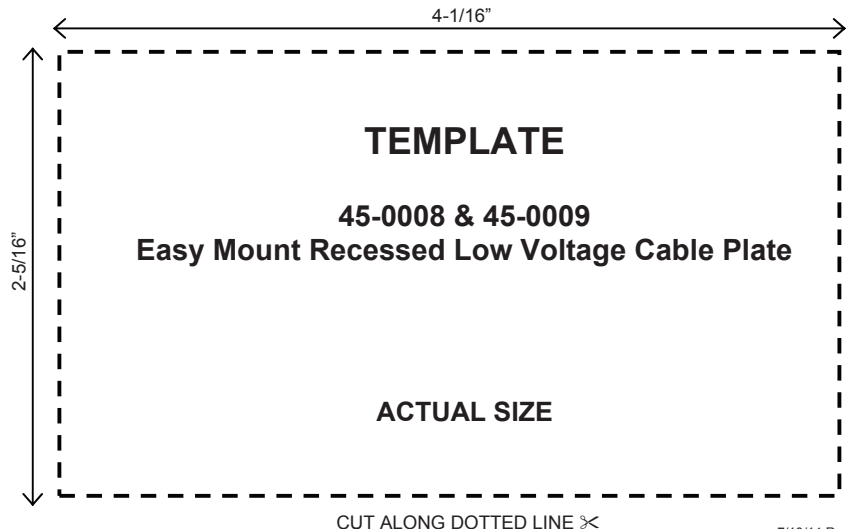 4-1/16”
2-5/16”
TEMPLATE
45-0008 & 45-0009
Easy Mount Recessed Low Voltage Cable Plate
ACTUAL SIZE
CUT ALONG DOTTED LINE